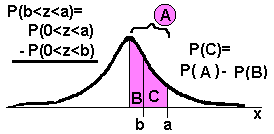 P(b<z<a)=
P(0<z<a)
- P(0<z<b)
A
P(C)=
P(A) - P(B)
B C
b a x